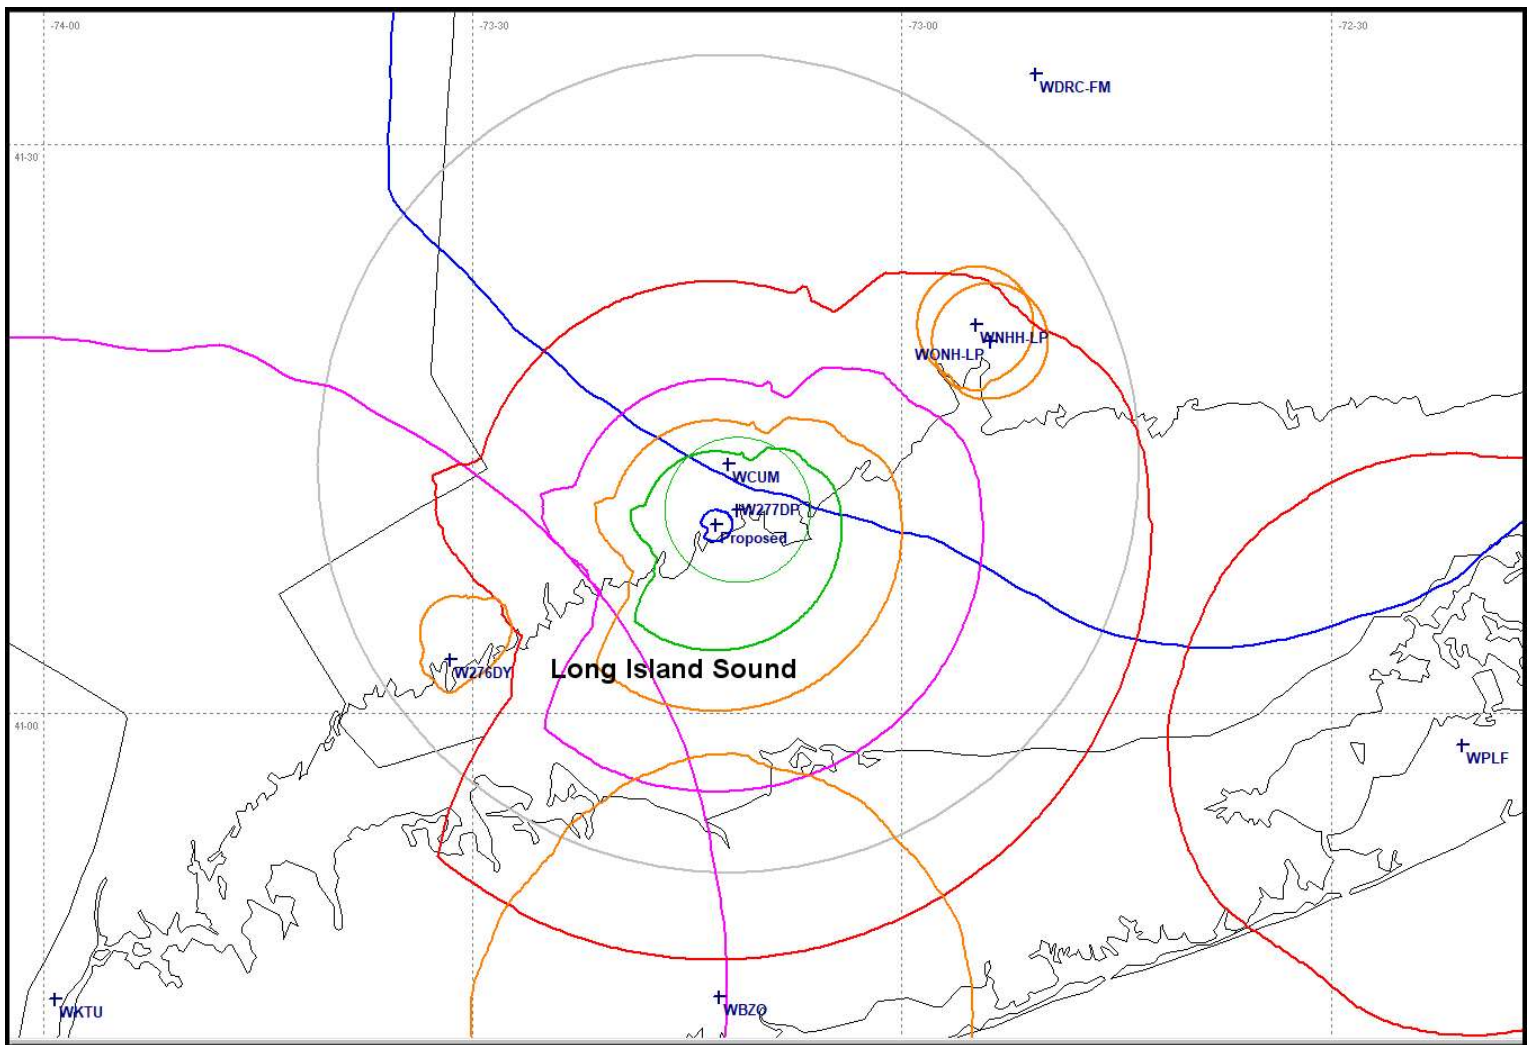 -74-00
-73-30
-73-00
-72-30
WDRC-FM
41-30
WNHH-LP
WONH-LP
WCUM
W277DP
Proposed
W276DY
Long Island Sound
41-00
WPLF
WKTU
WBZO